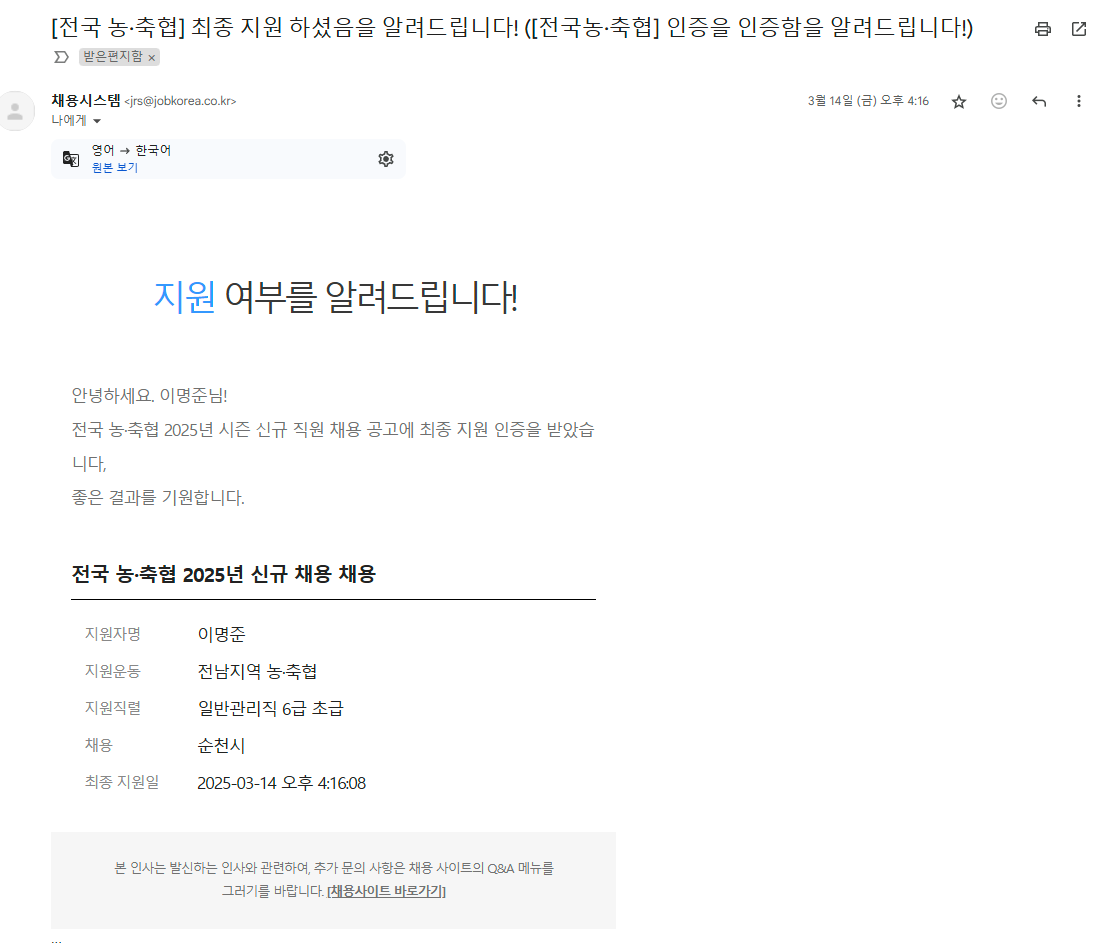 [전국 농·축협] 최종 지원 하셨음을 알려드립니다! ([전국농·축협] 인증을 인증함을 알려드립니다!)
받은편지함 ×
채용시스템 <jrs@jobkorea.co.kr>
3월 14일 (금) 오후 4:16
나에게
영어 → 한국어
원본 보기
지원 여부를 알려드립니다!
안녕하세요. 이명준님!
전국 농·축협 2025년 시즌 신규 직원 채용 공고에 최종 지원 인증을 받았습
니다,
좋은 결과를 기원합니다.
전국 농·축협 2025년 신규 채용 채용
지원자명 이명준
지원운동 전남지역 농·축협
지원직렬 일반관리직 6급 초급
채용 순천시
최종 지원일 2025-03-14 오후 4:16:08
본 인사는 발신하는 인사와 관련하여, 추가 문의 사항은 채용 사이트의 Q&A 메뉴를
그러기를 바랍니다. [채용사이트 바로가기]
...